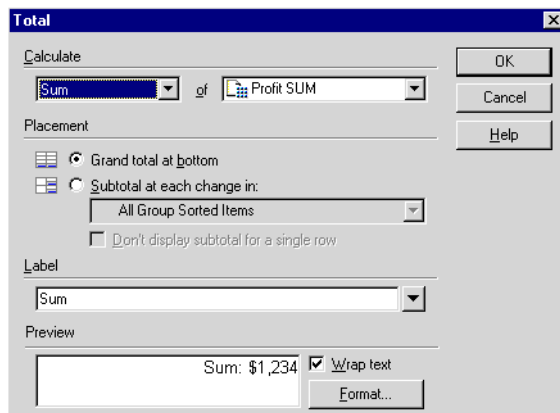 Total
Calculate
OK
Sum of Profit SUM
Cancel
Placement
Help
Grand total at bottom
Subtotal at each change in:
All Group Sorted Items
Don't display subtotal for a single row
Label
Sum
Preview
Sum: $1,234 Wrap text
Format...